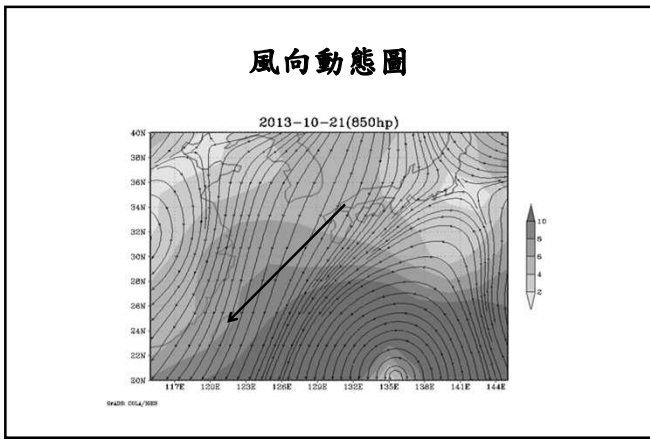 風向動態圖
2013-10-21(850hp)
40N
38N
36N
34N
32N
30N
28N
26N
24N
22N
20N
117E 120E 123E 126E 129E 132E 135E 138E 141E 144E
10
8
6
4
2
GrADS: COLA/IGES